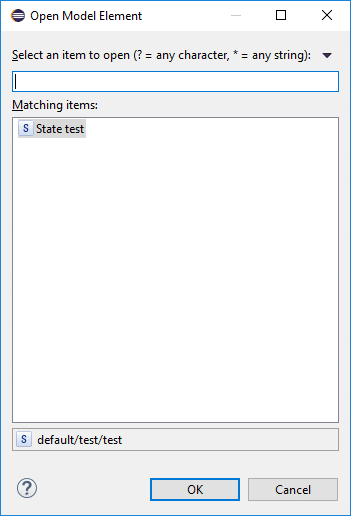 Open Model Element
Select an item to open (? = any character, * = any string):
Matching items:
S State test
S default/test/test
? OK Cancel